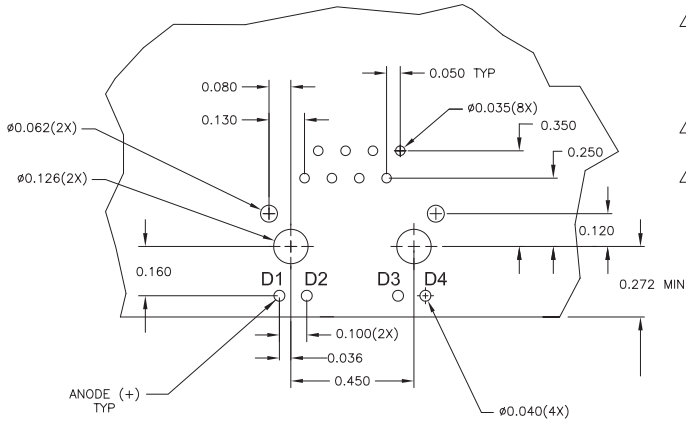 0.050 TYP
0.080
ø0.035(8X)
0.130
0.350
ø0.062(2X)
0.250
ø0.126(2X)
0.120
0.160
D1 D2 D3 D4
0.272 MIN
0.100(2X)
0.036
0.450
ANODE (+)
TYP
ø0.040(4X)